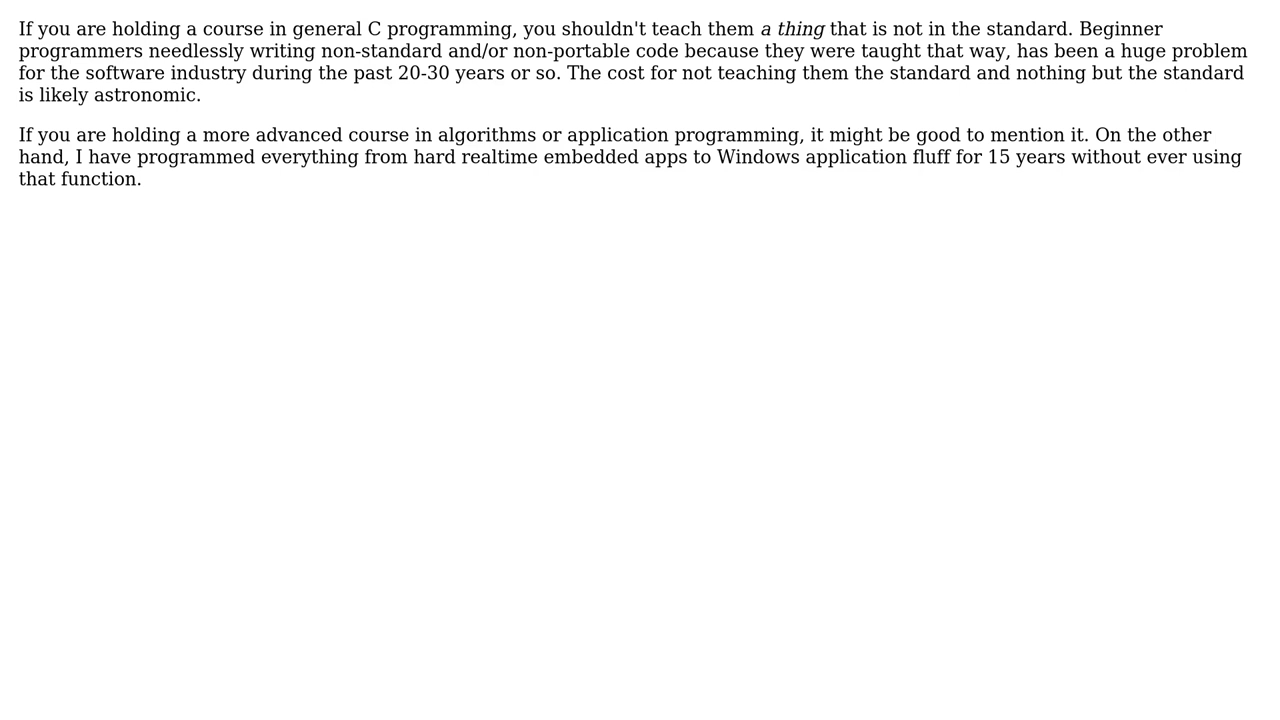 If you are holding a course in general C programming, you shouldn't teach them a thing that is not in the standard. Beginner
programmers needlessly writing non-standard and/or non-portable code because they were taught that way, has been a huge problem
for the software industry during the past 20-30 years or so. The cost for not teaching them the standard and nothing but the standard
is likely astronomic.
If you are holding a more advanced course in algorithms or application programming, it might be good to mention it. On the other
hand, I have programmed everything from hard realtime embedded apps to Windows application fluff for 15 years without ever using
that function.